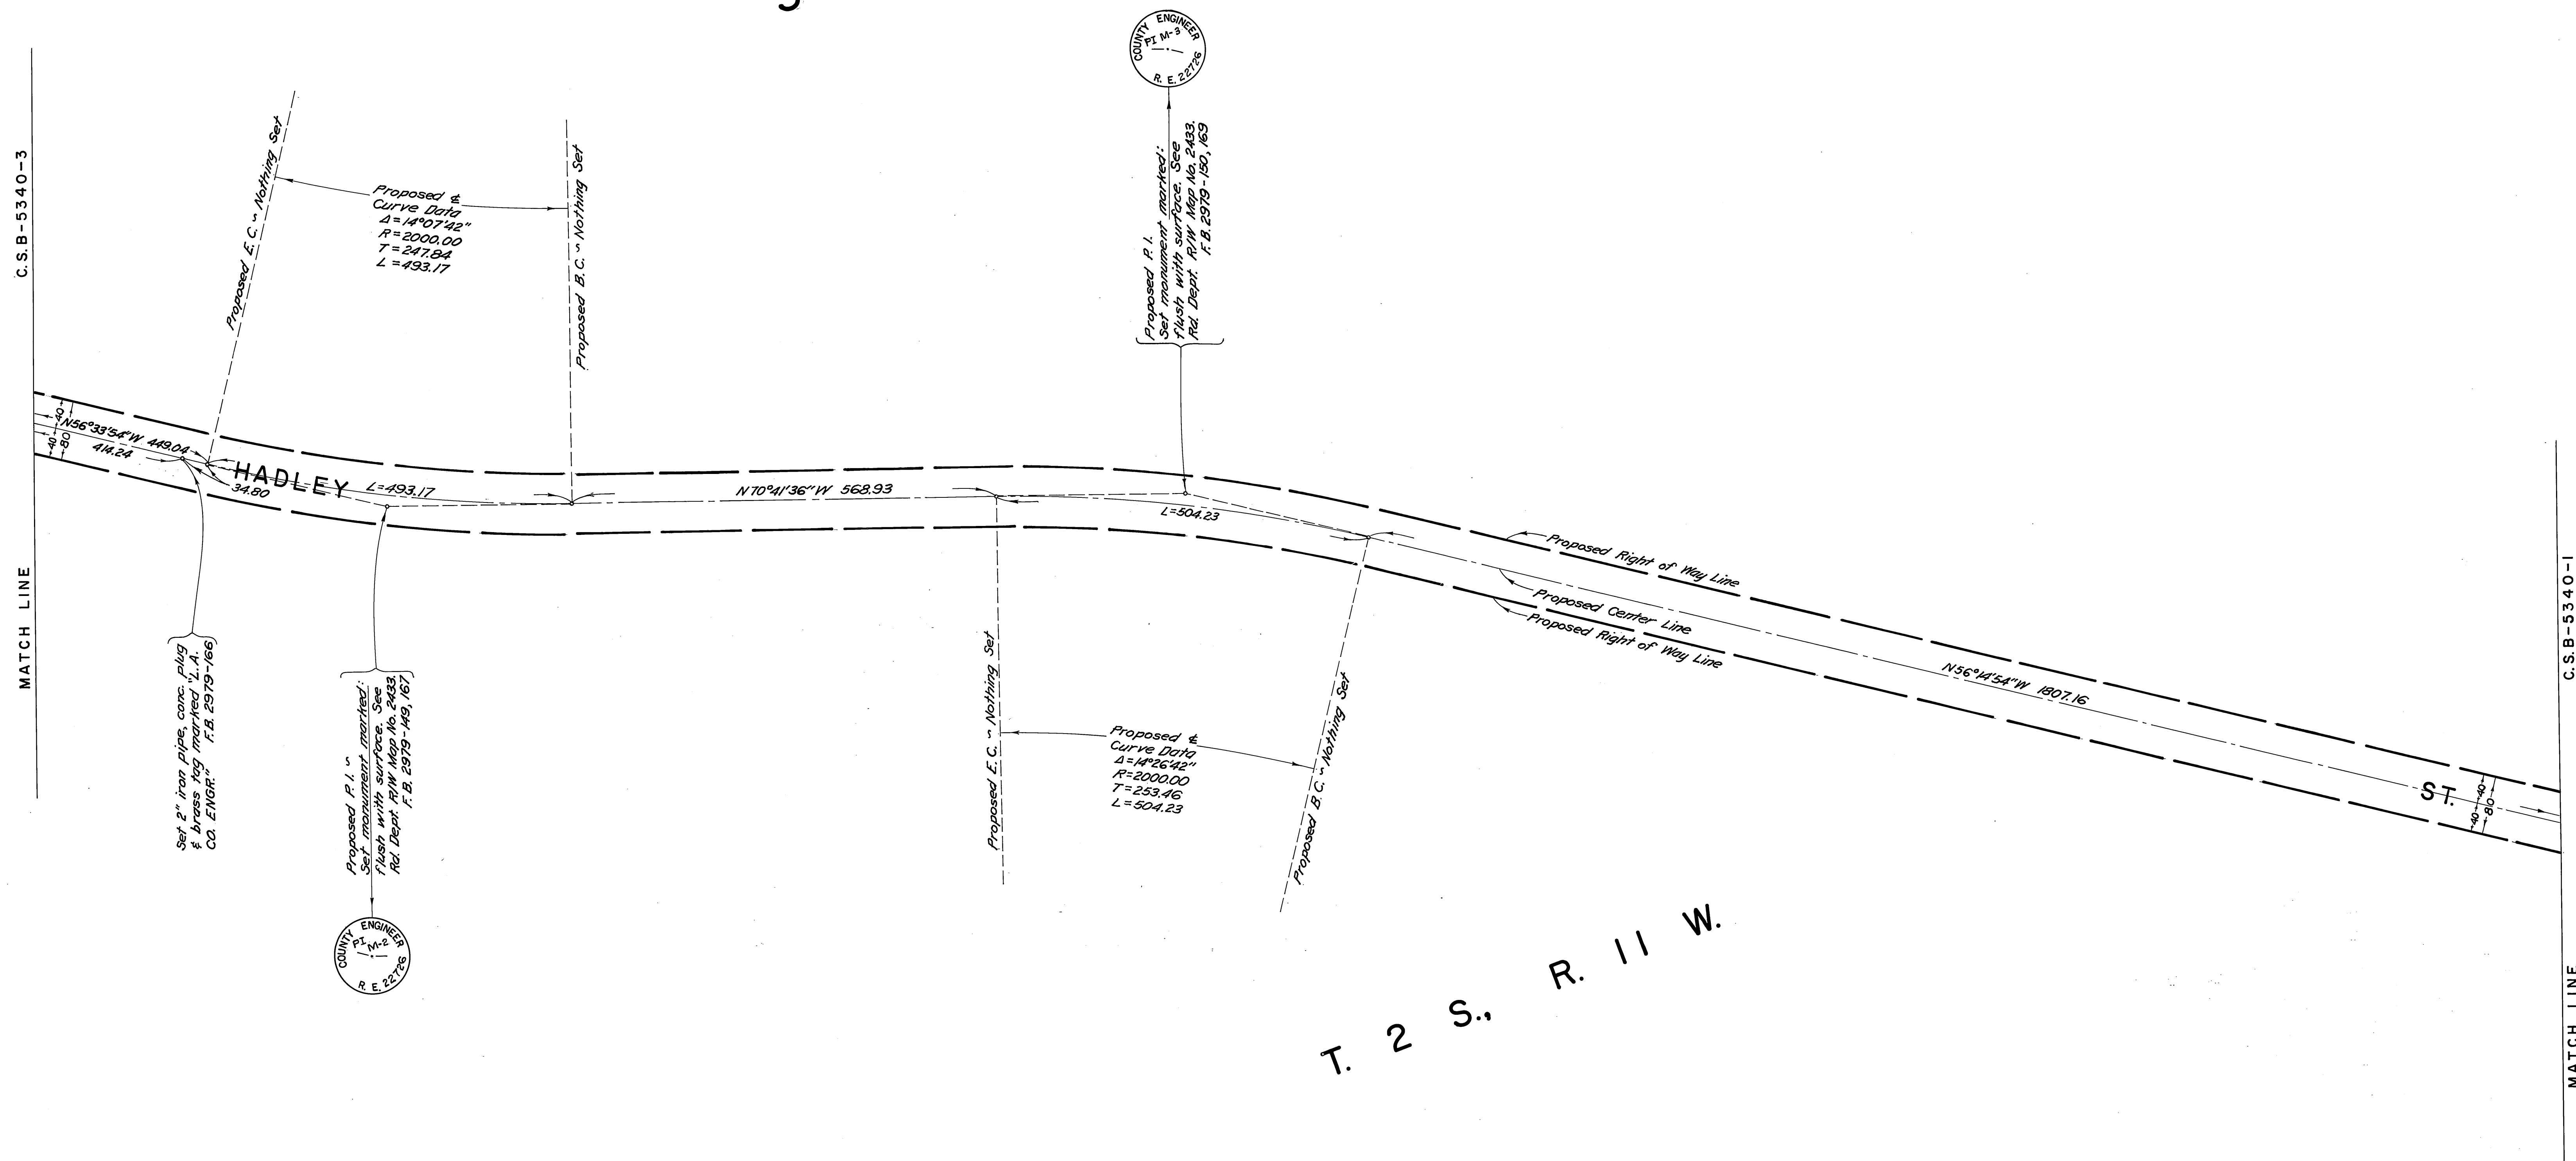 COUNTY ENGINEER
PI M-3
R. E. 22726
C.S.B-5340-3
MATCH LINE
Proposed E.C. ~ Nothing Set
Proposed ℄
Curve Data
Δ=14°07'42"
R=2000.00
T=247.84
L=493.17
Proposed B.C. ~ Nothing Set
Proposed P.I.
Set monument marked:
flush with surface. See
Rd. Dept. R/W Map No. 2433.
F.B. 2979-150, 169
40
40
80
N56°33'54"W 449.04
414.24
34.80
HADLEY
L=493.17
N70°41'36"W 568.93
L=504.23
Proposed Right of Way Line
Proposed Center Line
Proposed Right of Way Line
N56°14'54"W 1807.16
ST.
40
40
80
C.S.B-5340-1
MATCH LINE
Set 2" iron pipe, conc. plug
& brass tag marked "L.A.
CO. ENGR." F.B. 2979-166
Proposed P.I. ~
Set monument marked:
flush with surface. See
Rd. Dept. R/W Map No. 2433.
F.B. 2979-149, 167
COUNTY ENGINEER
PI M-2
R. E. 22726
Proposed E.C. ~ Nothing Set
Proposed ℄
Curve Data
Δ=14°26'42"
R=2000.00
T=253.46
L=504.23
Proposed B.C. ~ Nothing Set
T. 2 S., R. 11 W.